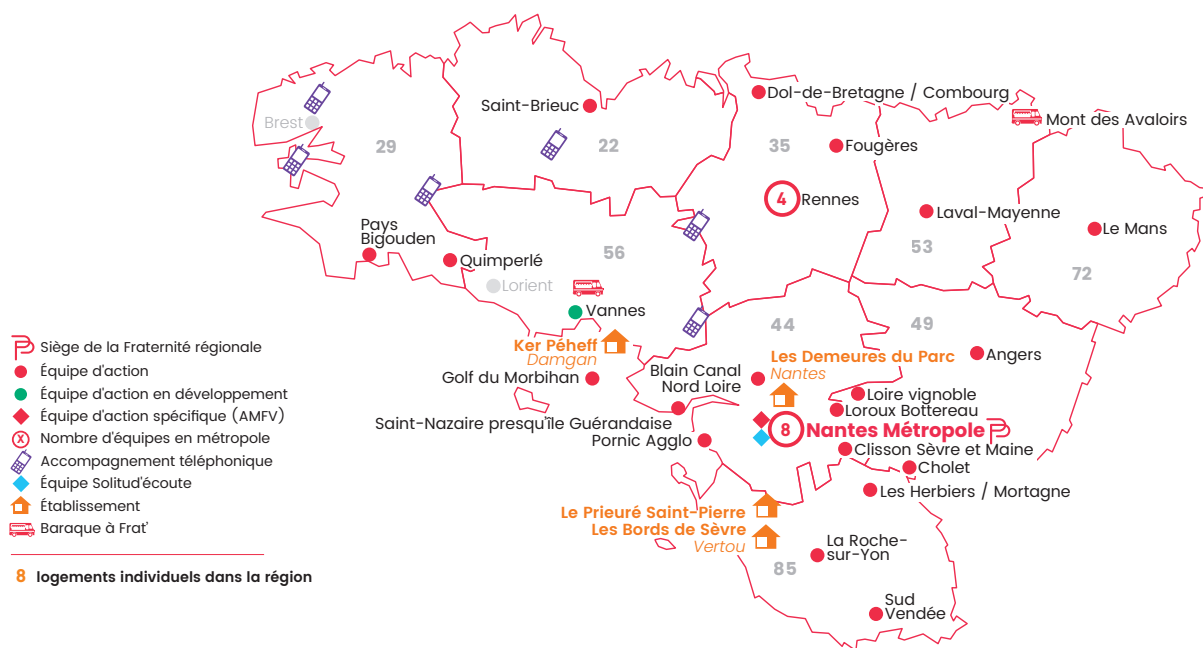 Saint-Brieuc
Dol-de-Bretagne / Combourg
Mont des Avaloirs
Brest
29
22
35
Fougères
4
Rennes
Laval-Mayenne
Le Mans
Pays
Bigouden
Quimperlé
56
53
72
Lorient
Vannes
44
49
Ker Péheff
Damgan
Golf du Morbihan
Blain Canal
Nord Loire
Les Demeures du Parc
Nantes
Angers
Loire vignoble
Loroux Bottereau
Saint-Nazaire presqu'île Guérandaise
Pornic Agglo
8
Nantes Métropole
Clisson Sèvre et Maine
Cholet
Les Herbiers / Mortagne
Le Prieuré Saint-Pierre
Les Bords de Sèvre
Vertou
La Roche-
sur-Yon
85
Sud
Vendée
Siège de la Fraternité régionale
Équipe d'action
Équipe d'action en développement
Équipe d'action spécifique (AMFV)
X
Nombre d'équipes en métropole
Accompagnement téléphonique
Équipe Solitud'écoute
Établissement
Baraque à Frat'
8 logements individuels dans la région